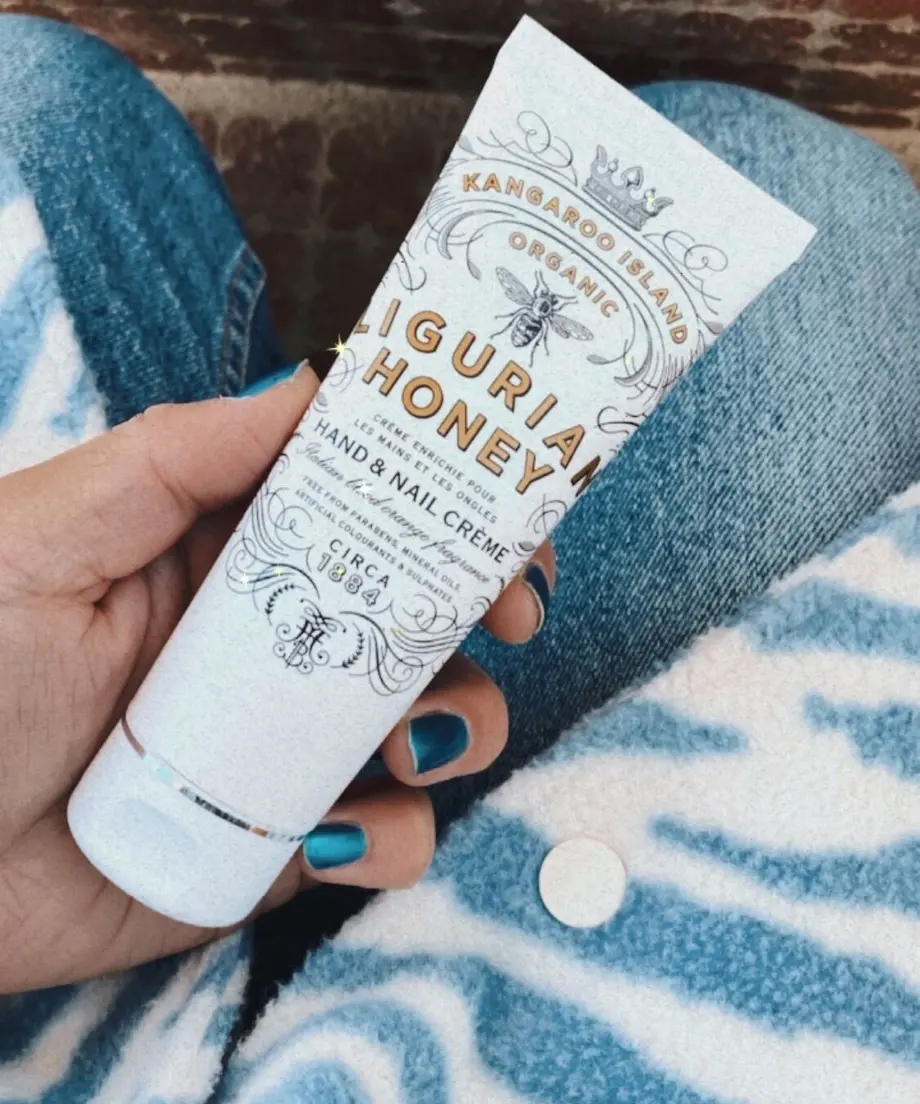 KANGAROO ISLAND
ORGANIC
LIGURIAN
HONEY
CRÈME ENRICHIE POUR
LES MAINS ET LES ONGLES
HAND & NAIL CRÈME
Italian blood orange fragrance
FREE FROM PARABENS, MINERAL OILS,
ARTIFICIAL COLOURANTS & SULPHATES
CIRCA
1884